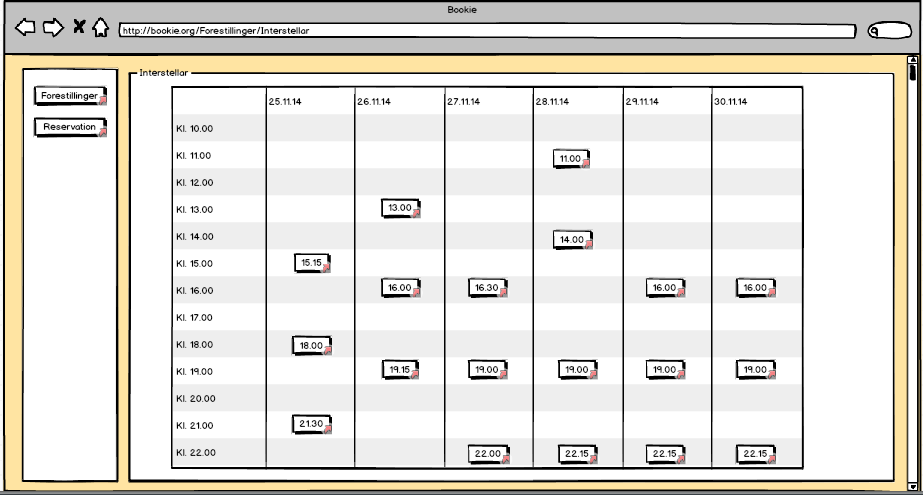 Bookie
http://bookie.org/Forestillinger/Interstellar
Forestillinger
Reservation
Interstellar
25.11.14 26.11.14 27.11.14 28.11.14 29.11.14 30.11.14
Kl. 10.00
Kl. 11.00 11.00
Kl. 12.00
Kl. 13.00 13.00
Kl. 14.00 14.00
Kl. 15.00 15.15
Kl. 16.00 16.00 16.30 16.00 16.00
Kl. 17.00
Kl. 18.00 18.00
Kl. 19.00 19.15 19.00 19.00 19.00 19.00
Kl. 20.00
Kl. 21.00 21.30
Kl. 22.00 22.00 22.15 22.15 22.15